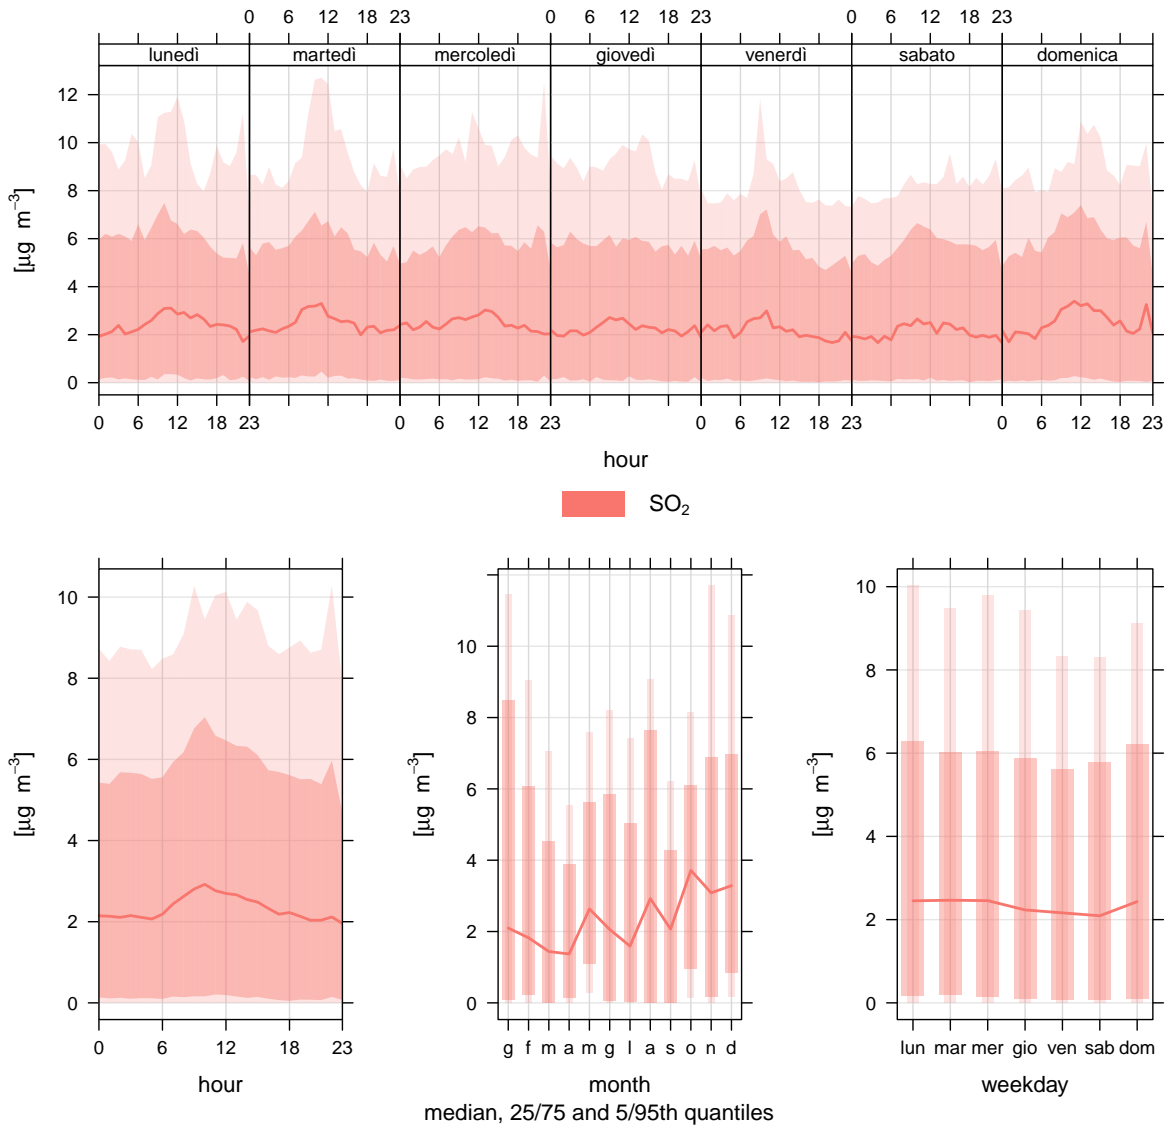 0 6 12 18 23 0 6 12 18 23 0 6 12 18 23
lunedì martedì mercoledì giovedì venerdì sabato domenica
12
10
8
6
4
2
0
[µg m⁻³]
0 6 12 18 23 0 6 12 18 23 0 6 12 18 23 0 6 12 18 23
hour
SO₂
10
8
6
4
2
0
[µg m⁻³]
0 6 12 18 23
hour
10
8
6
4
2
0
[µg m⁻³]
g f m a m g l a s o n d
month
10
8
6
4
2
0
[µg m⁻³]
lun mar mer gio ven sab dom
weekday
median, 25/75 and 5/95th quantiles